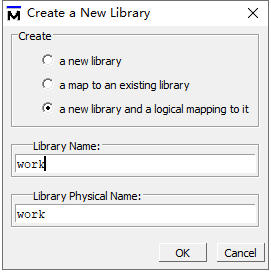 Create a New Library
Create
a new library
a map to an existing library
a new library and a logical mapping to it
Library Name:
work
Library Physical Name:
work
OK Cancel